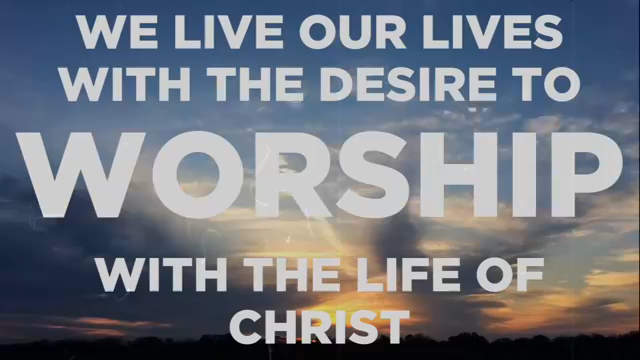 WE LIVE OUR LIVES
WITH THE DESIRE TO
WORSHIP
WITH THE LIFE OF
CHRIST